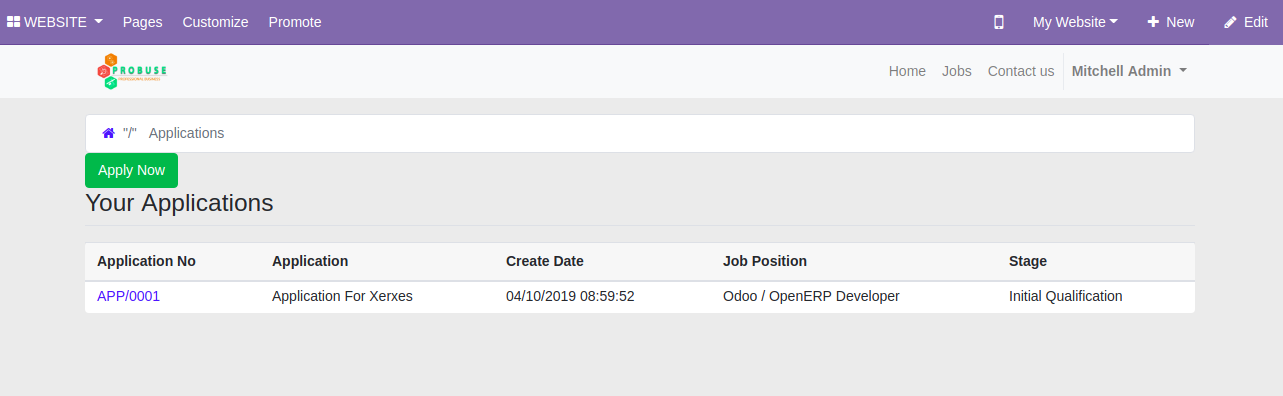 WEBSITE Pages Customize Promote My Website New Edit
PROBUSE Home Jobs Contact us Mitchell Admin
"/" Applications
Apply Now
Your Applications
Application No Application Create Date Job Position Stage
APP/0001 Application For Xerxes 04/10/2019 08:59:52 Odoo / OpenERP Developer Initial Qualification